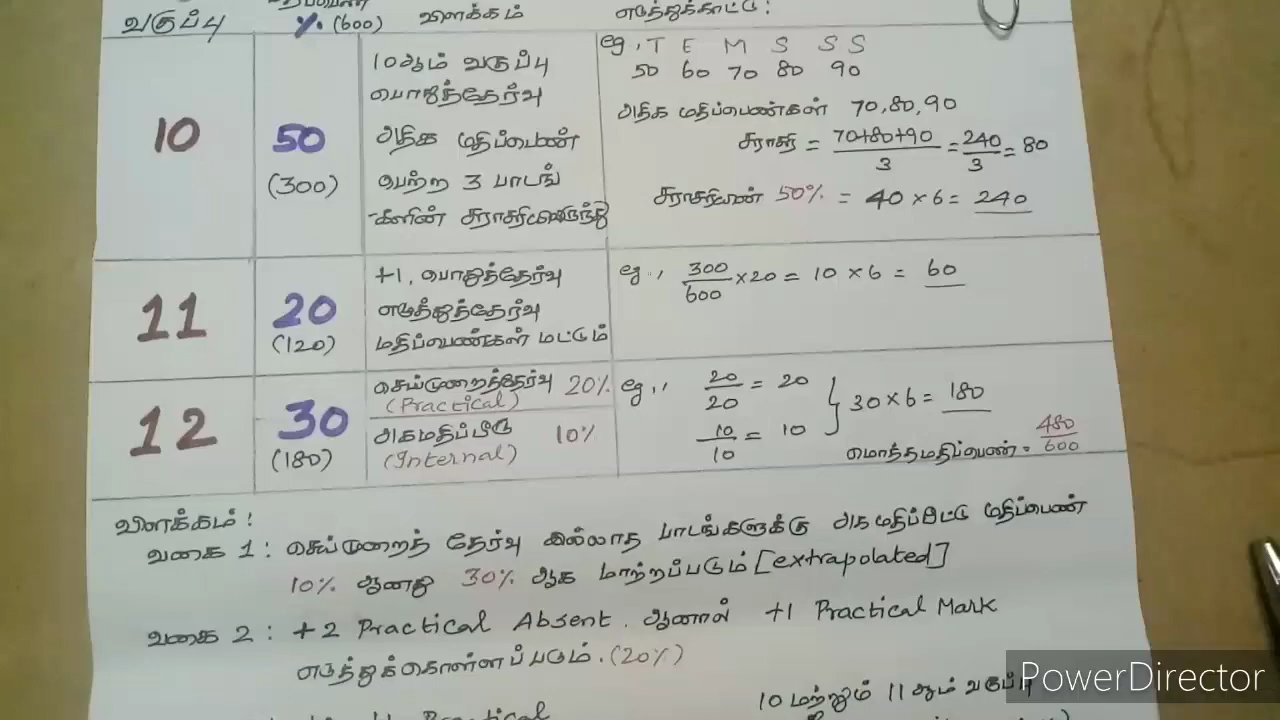 வகுப்பு % (600) விளக்கம் எடுத்துக்காட்டு:
10 50 (300)
10ஆம் வகுப்பு
பொதுத்தேர்வு
அதிக மதிப்பெண்
பெற்ற 3 பாடங்
-களின் சராசரியிலிருந்து
eg., T E M S SS
50 60 70 80 90
அதிக மதிப்பெண்கள் 70,80,90
சராசரி = 70+80+90/3 = 240/3 = 80
சராசரியின் 50% = 40 × 6 = 240
11 20 (120)
+1, பொதுத்தேர்வு
எழுத்துத்தேர்வு
மதிப்பெண்கள் மட்டும்
eg., 300/600 × 20 = 10 × 6 = 60
12 30 (180)
செய்முறைத்தேர்வு 20%
(Practical)
அகமதிப்பீடு 10%
(Internal)
eg., 20/20 = 20
10/10 = 10
} 30 × 6 = 180
மொத்தமதிப்பெண் = 480/600
விளக்கம் :
வகை 1 : செய்முறைத் தேர்வு இல்லாத பாடங்களுக்கு அகமதிப்பீட்டு மதிப்பெண்
10% ஆனது 30% ஆக மாற்றப்படும் [extrapolated]
வகை 2 : +2 Practical Absent. ஆனால் +1 Practical Mark
எடுத்துக்கொள்ளப்படும். (20%)
Practical
10 மற்றும் 11 ஆம் வகுப்பு
PowerDirector